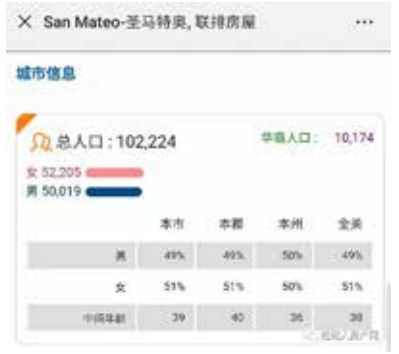 × San Mateo-圣马特奥, 联排房屋 ...
城市信息
总人口 : 102,224 华裔人口 : 10,174
女 52,205
男 50,019
本市 本郡 本州 全美
男 49% 49% 50% 49%
女 51% 51% 50% 51%
中间年龄 39 40 36 38